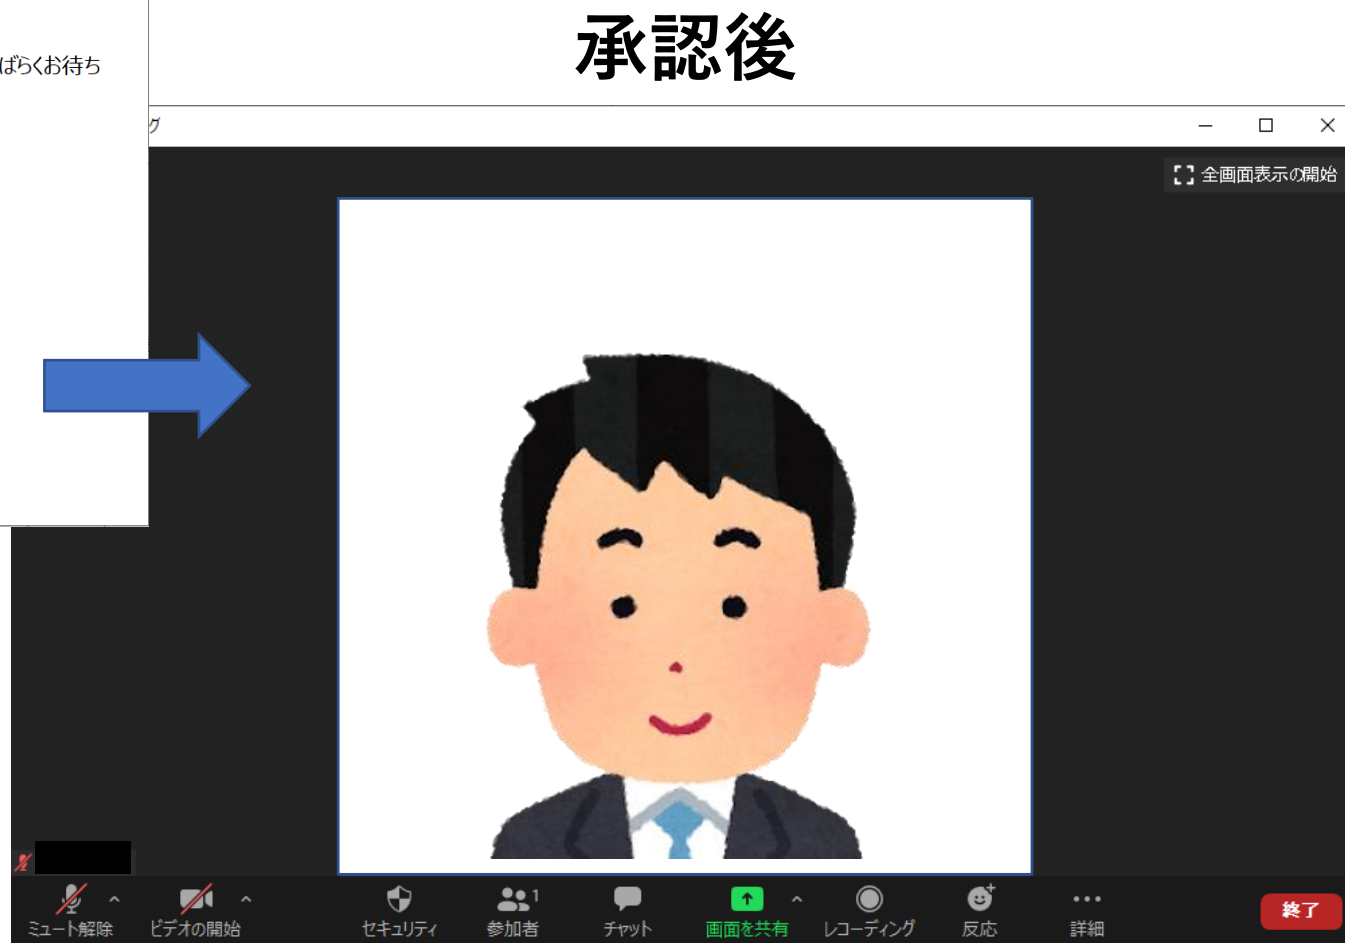 承認後
ばらくお待ち
グ
全画面表示の開始
ミュート解除
ビデオの開始
セキュリティ
参加者
1
チャット
画面を共有
レコーディング
反応
詳細
終了